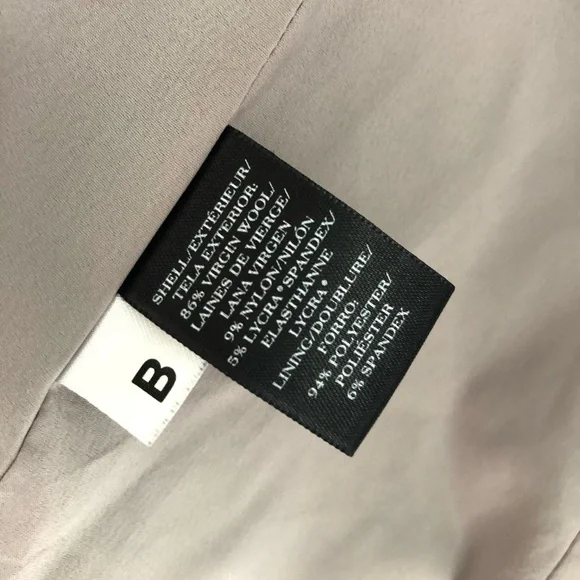 SHELL/EXTÉRIEUR/
TELA EXTERIOR:
86% VIRGIN WOOL/
LAINES DE VIERGE/
LANA VIRGEN
9% NYLON/NILÓN
5% LYCRA® SPANDEX/
ELASTHANNE
LYCRA®
LINING/DOUBLURE/
FORRO:
94% POLYESTER/
POLIÉSTER
6% SPANDEX
B